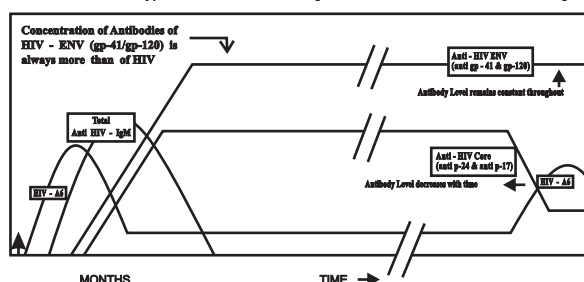 Concentration of Antibodies of
HIV - ENV (gp-41/gp-120) is
always more than of HIV
Anti - HIV ENV
(anti gp - 41 & gp-120)
Antibody Level remains constant throughout
Total
Anti HIV - IgM
Anti - HIV Core
(anti p-24 & anti p-17)
HIV - A6
Antibody Level decreases with time
HIV - A6
MONTHS
TIME